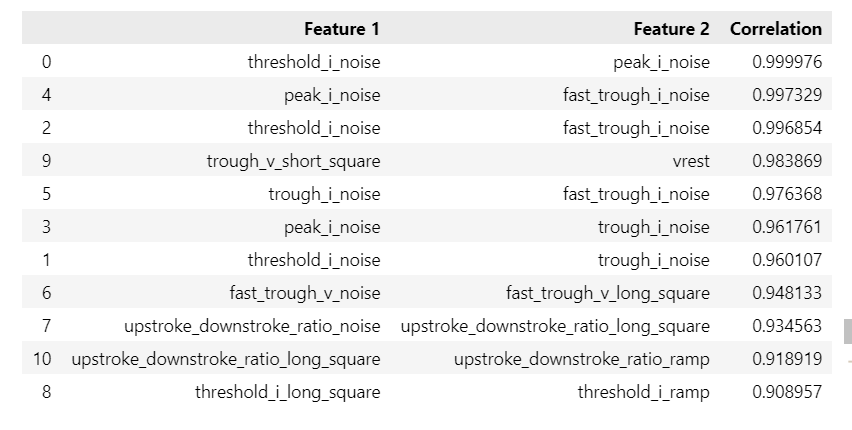 Feature 1 Feature 2 Correlation
0 threshold_i_noise peak_i_noise 0.999976
4 peak_i_noise fast_trough_i_noise 0.997329
2 threshold_i_noise fast_trough_i_noise 0.996854
9 trough_v_short_square vrest 0.983869
5 trough_i_noise fast_trough_i_noise 0.976368
3 peak_i_noise trough_i_noise 0.961761
1 threshold_i_noise trough_i_noise 0.960107
6 fast_trough_v_noise fast_trough_v_long_square 0.948133
7 upstroke_downstroke_ratio_noise upstroke_downstroke_ratio_long_square 0.934563
10 upstroke_downstroke_ratio_long_square upstroke_downstroke_ratio_ramp 0.918919
8 threshold_i_long_square threshold_i_ramp 0.908957